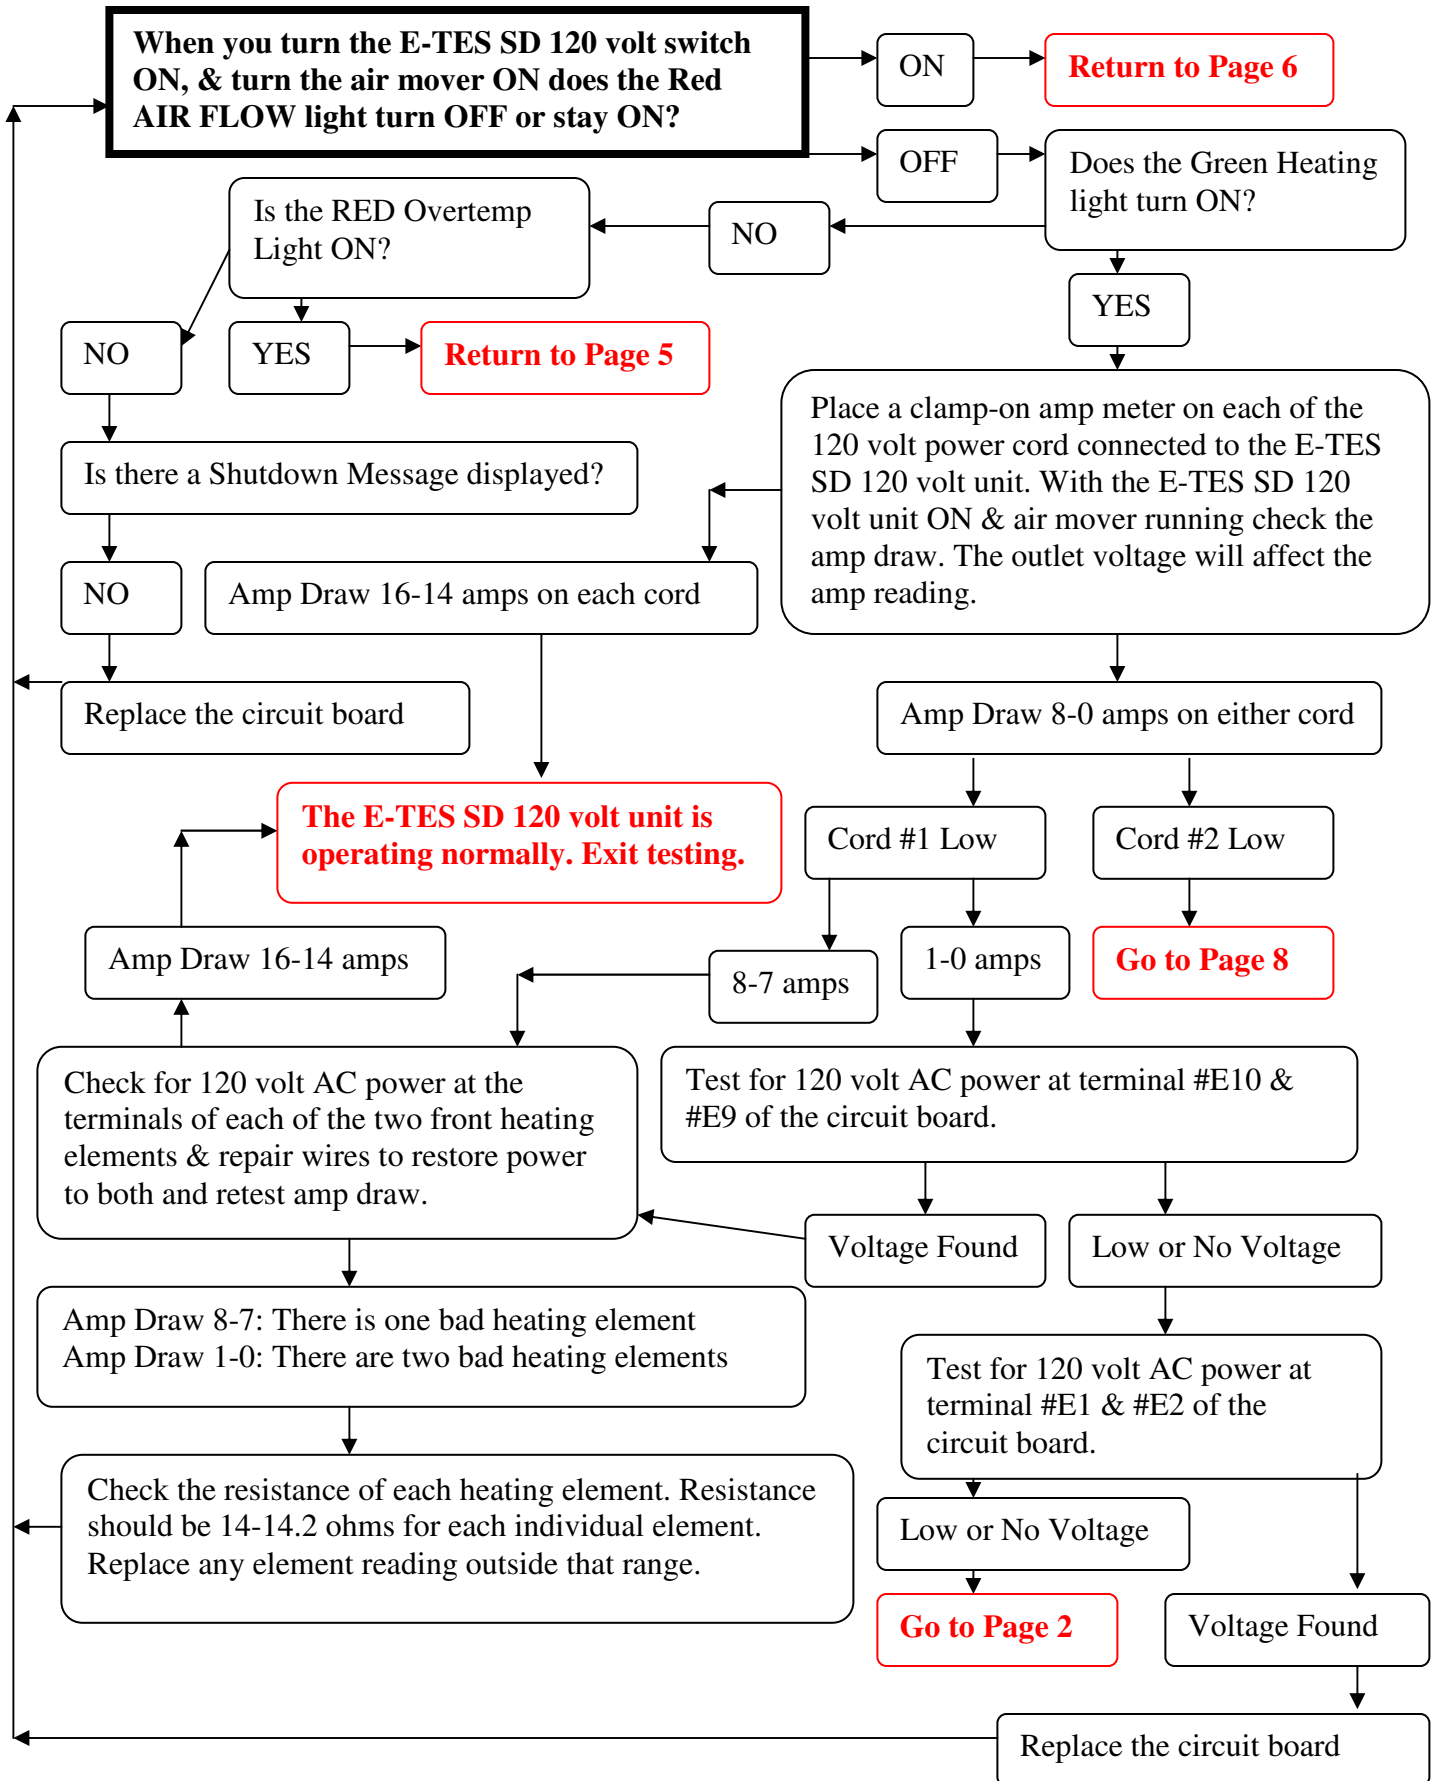 When you turn the E-TES SD 120 volt switch
ON, & turn the air mover ON does the Red
AIR FLOW light turn OFF or stay ON?
ON
Return to Page 6
OFF
Does the Green Heating
light turn ON?
NO
Is the RED Overtemp
Light ON?
YES
NO
YES
Return to Page 5
Place a clamp-on amp meter on each of the
120 volt power cord connected to the E-TES
SD 120 volt unit. With the E-TES SD 120
volt unit ON & air mover running check the
amp draw. The outlet voltage will affect the
amp reading.
Is there a Shutdown Message displayed?
NO
Amp Draw 16-14 amps on each cord
Replace the circuit board
Amp Draw 8-0 amps on either cord
The E-TES SD 120 volt unit is
operating normally. Exit testing.
Cord #1 Low
Cord #2 Low
Amp Draw 16-14 amps
8-7 amps
1-0 amps
Go to Page 8
Check for 120 volt AC power at the
terminals of each of the two front heating
elements & repair wires to restore power
to both and retest amp draw.
Test for 120 volt AC power at terminal #E10 &
#E9 of the circuit board.
Voltage Found
Low or No Voltage
Amp Draw 8-7: There is one bad heating element
Amp Draw 1-0: There are two bad heating elements
Test for 120 volt AC power at
terminal #E1 & #E2 of the
circuit board.
Check the resistance of each heating element. Resistance
should be 14-14.2 ohms for each individual element.
Replace any element reading outside that range.
Low or No Voltage
Go to Page 2
Voltage Found
Replace the circuit board